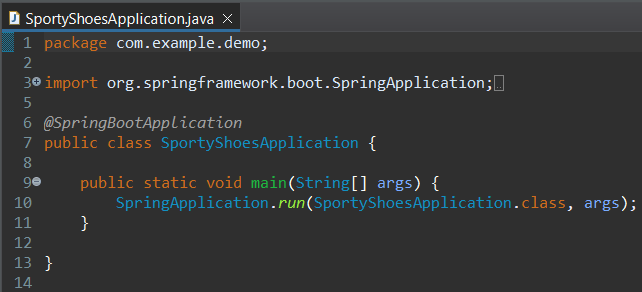 SportyShoesApplication.java
1 package com.example.demo;
2
3 import org.springframework.boot.SpringApplication;
5
6 @SpringBootApplication
7 public class SportyShoesApplication {
8
9 public static void main(String[] args) {
10 SpringApplication.run(SportyShoesApplication.class, args);
11 }
12
13 }
14